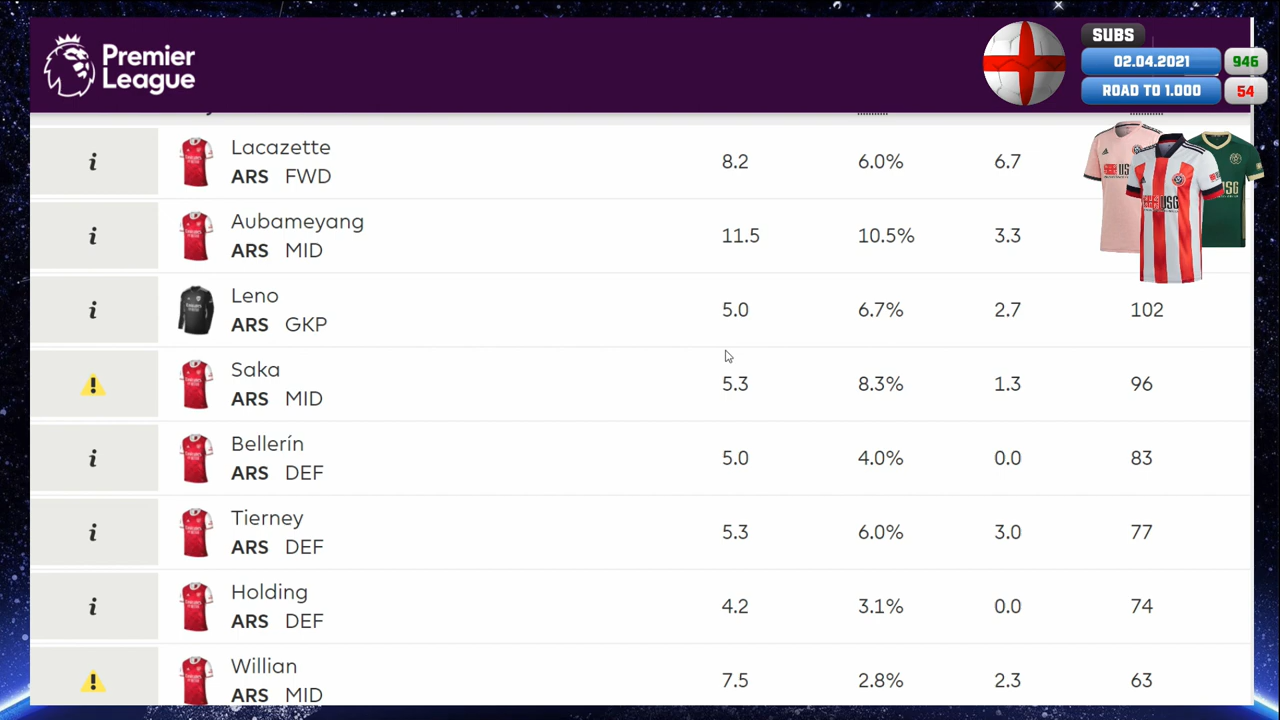 Premier
League
SUBS
02.04.2021 946
ROAD TO 1.000 54
Lacazette
ARS FWD 8.2 6.0% 6.7
Aubameyang
ARS MID 11.5 10.5% 3.3
Leno
ARS GKP 5.0 6.7% 2.7 102
Saka
ARS MID 5.3 8.3% 1.3 96
Bellerín
ARS DEF 5.0 4.0% 0.0 83
Tierney
ARS DEF 5.3 6.0% 3.0 77
Holding
ARS DEF 4.2 3.1% 0.0 74
Willian
ARS MID 7.5 2.8% 2.3 63